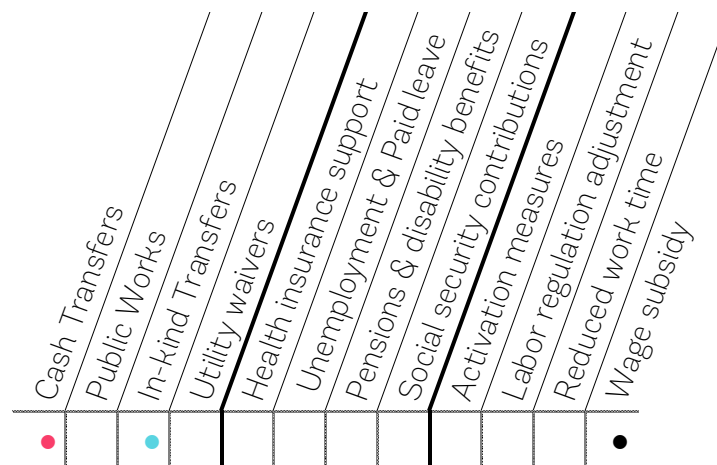 Cash Transfers
Public Works
In-kind Transfers
Utility waivers
Health insurance support
Unemployment & Paid leave
Pensions & disability benefits
Social security contributions
Activation measures
Labor regulation adjustment
Reduced work time
Wage subsidy